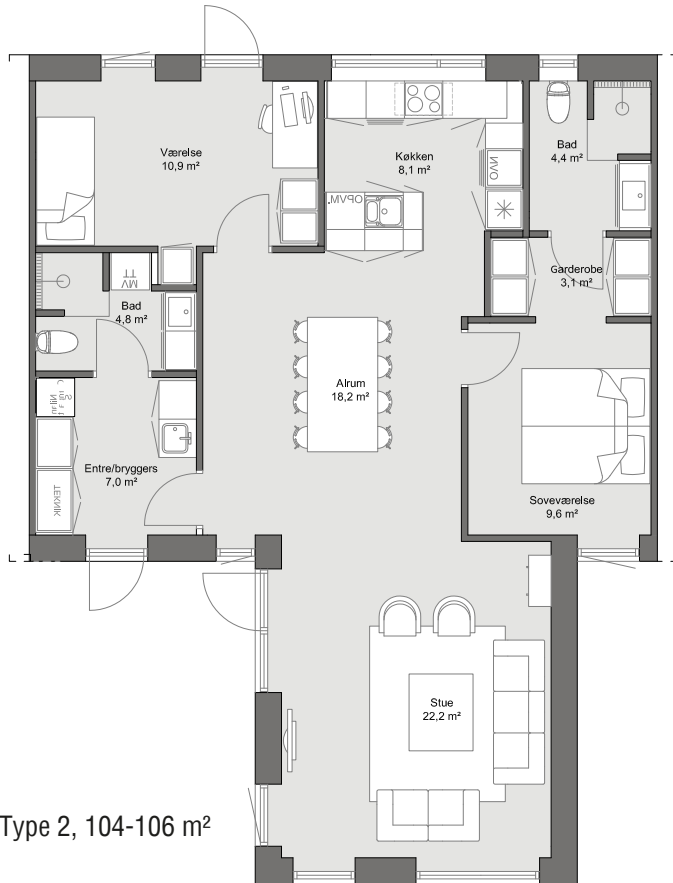 Værelse
10,9 m²
Køkken
8,1 m²
Bad
4,4 m²
OVN
OPVM.
Garderobe
3,1 m²
MV
TT
Bad
4,8 m²
Alrum
18,2 m²
Entre/bryggers
7,0 m²
TEKNIK
Soveværelse
9,6 m²
Stue
22,2 m²
Type 2, 104-106 m²